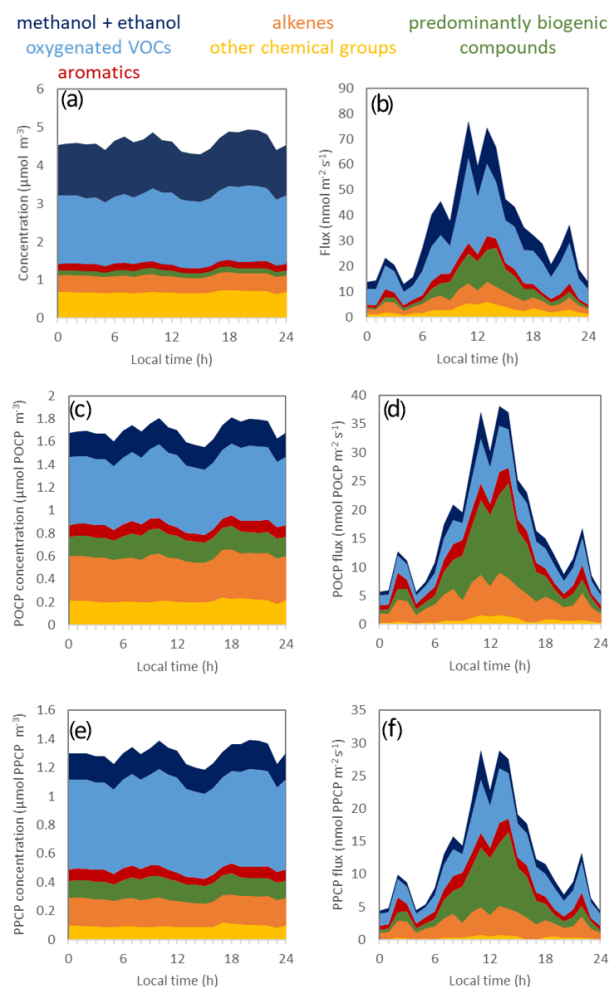 methanol + ethanol alkenes predominantly biogenic
oxygenated VOCs other chemical groups compounds
aromatics
(a)
Concentration (µmol m⁻³)
6
5
4
3
2
1
0
0 6 12 18 24
Local time (h)
(b)
Flux (nmol m⁻² s⁻¹)
90
80
70
60
50
40
30
20
10
0
0 6 12 18 24
Local time (h)
(c)
POCP concentration (µmol POCP m⁻³)
2
1.8
1.6
1.4
1.2
1
0.8
0.6
0.4
0.2
0
0 6 12 18 24
Local time (h)
(d)
POCP flux (nmol POCP m⁻² s⁻¹)
40
35
30
25
20
15
10
5
0
0 6 12 18 24
Local time (h)
(e)
PPCP concentration (µmol PPCP m⁻³)
1.6
1.4
1.2
1
0.8
0.6
0.4
0.2
0
0 6 12 18 24
Local time (h)
(f)
PPCP flux (nmol PPCP m⁻² s⁻¹)
35
30
25
20
15
10
5
0
0 6 12 18 24
Local time (h)